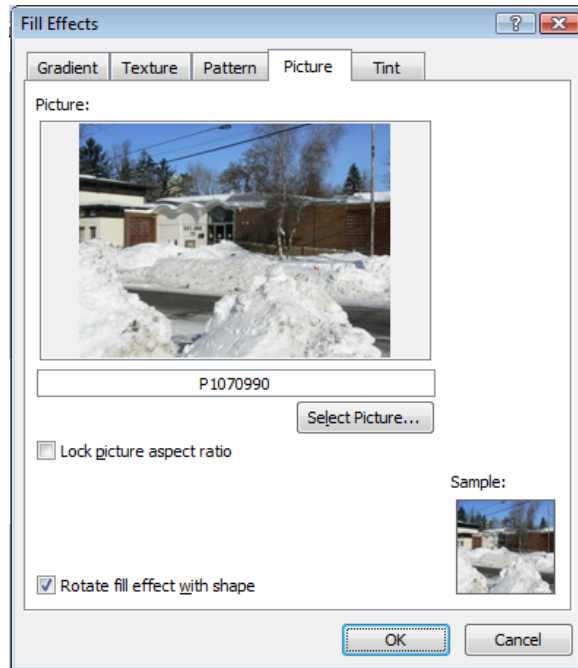 Fill Effects
Gradient Texture Pattern Picture Tint
Picture:
P1070990
Select Picture...
Lock picture aspect ratio
Sample:
Rotate fill effect with shape
OK Cancel